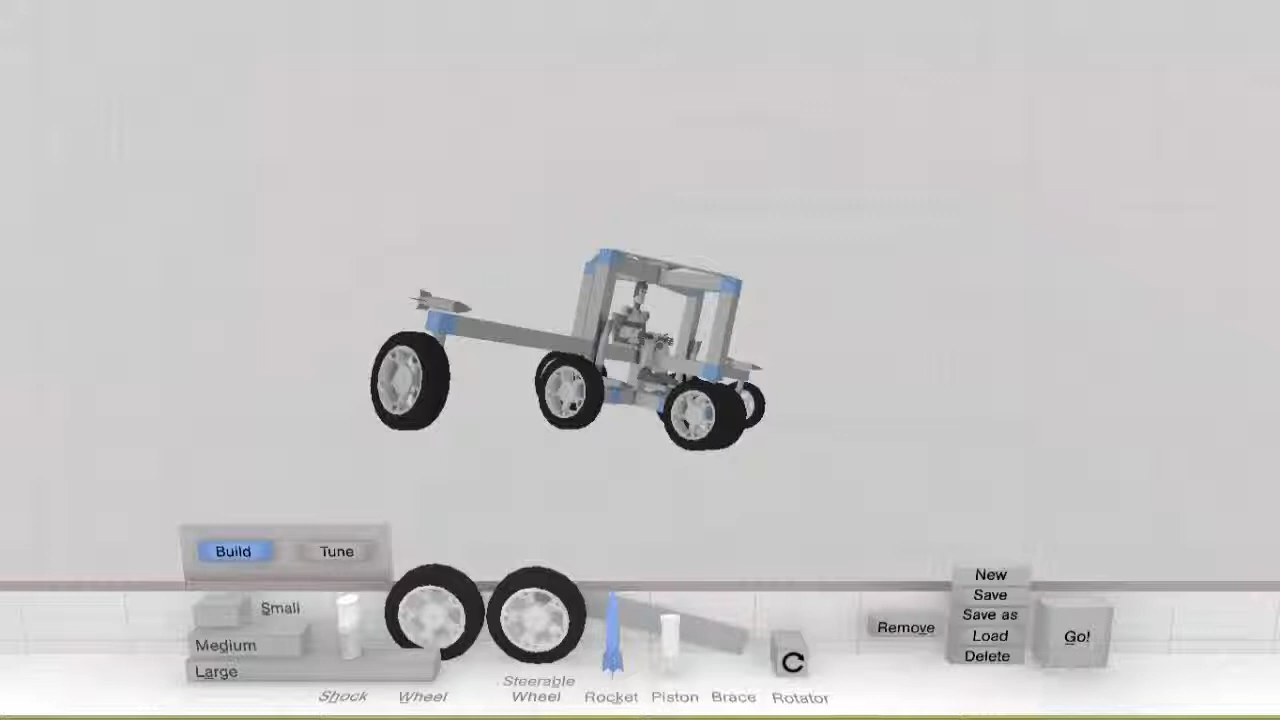 Build
Tune
Small
Medium
Large
Shock
Wheel
Steerable
Wheel
Rocket
Piston
Brace
Rotator
C
Remove
New
Save
Save as
Load
Delete
Go!